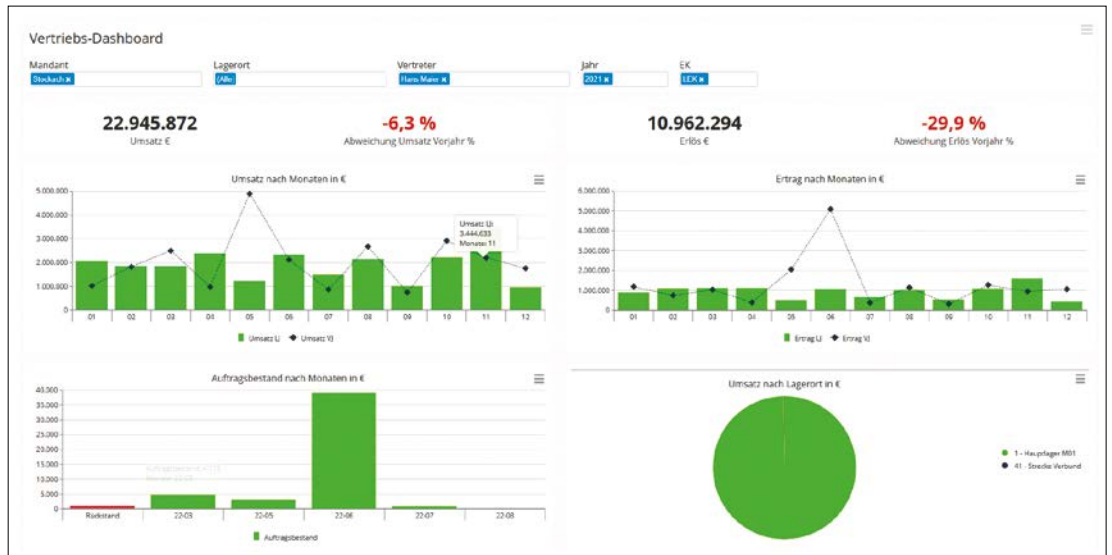 Vertriebs-Dashboard
Mandant Lagerort Vertreter Jahr EK
Stockach × (Alle) Hans Maier × 2021 × LEK ×
22.945.872 -6,3 % 10.962.294 -29,9 %
Umsatz € Abweichung Umsatz Vorjahr % Erlös € Abweichung Erlös Vorjahr %
Umsatz nach Monaten in €
5.000.000
4.000.000
3.000.000
2.000.000
1.000.000
0
Umsatz LJ:
3.444.633
Monate: 11
01 02 03 04 05 06 07 08 09 10 11 12
Umsatz LJ Umsatz VJ
Ertrag nach Monaten in €
6.000.000
5.000.000
4.000.000
3.000.000
2.000.000
1.000.000
0
01 02 03 04 05 06 07 08 09 10 11 12
Ertrag LJ Ertrag VJ
Auftragsbestand nach Monaten in €
40.000
35.000
30.000
25.000
20.000
15.000
10.000
5.000
0
Rückstand 22-03 22-05 22-06 22-07 22-08
Auftragsbestand
Umsatz nach Lagerort in €
1 - Hauptlager M01
41 - Strecke Verbund